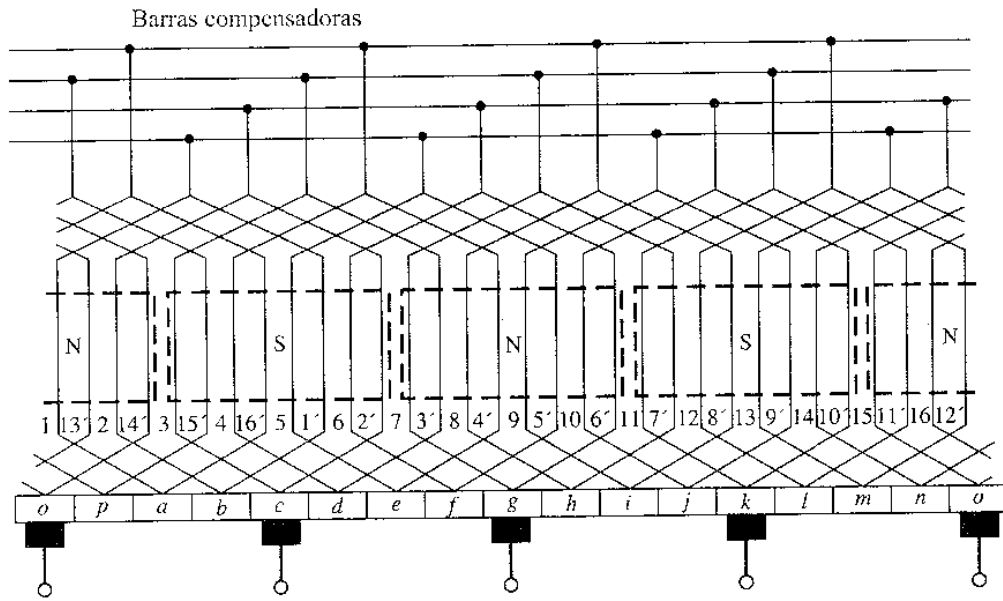 Barras compensadoras
N S N S N
1 13´ 2 14´ 3 15´ 4 16´ 5 1´ 6 2´ 7 3´ 8 4´ 9 5´ 10 6´ 11 7´ 12 8´ 13 9´ 14 10´ 15 11´ 16 12´
o p a b c d e f g h i j k l m n o